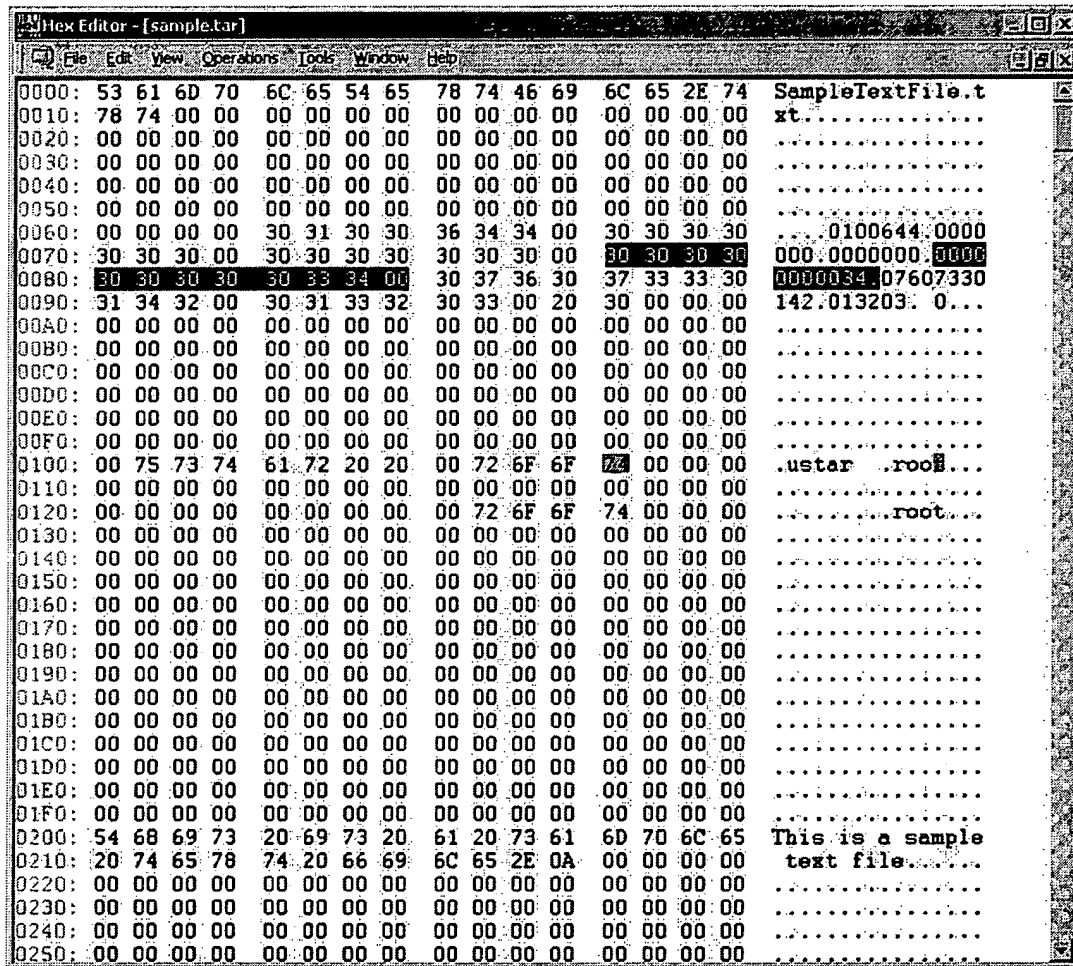 Hex Editor - [sample.tar]
File Edit View Operations Tools Window Help
0000: 53 61 6D 70 6C 65 54 65 78 74 46 69 6C 65 2E 74 SampleTextFile.t
0010: 78 74 00 00 00 00 00 00 00 00 00 00 00 00 00 00 xt..............
0020: 00 00 00 00 00 00 00 00 00 00 00 00 00 00 00 00 ................
0030: 00 00 00 00 00 00 00 00 00 00 00 00 00 00 00 00 ................
0040: 00 00 00 00 00 00 00 00 00 00 00 00 00 00 00 00 ................
0050: 00 00 00 00 00 00 00 00 00 00 00 00 00 00 00 00 ................
0060: 00 00 00 00 30 31 30 30 36 34 34 00 30 30 30 30 ....0100644.0000
0070: 30 30 30 00 30 30 30 30 30 30 30 00 30 30 30 30 000.0000000.0000
0080: 30 30 30 30 30 33 34 00 30 37 36 30 37 33 33 30 0000034.07607330
0090: 31 34 32 00 30 31 33 32 30 33 00 20 30 00 00 00 142.013203. 0...
00A0: 00 00 00 00 00 00 00 00 00 00 00 00 00 00 00 00 ................
00B0: 00 00 00 00 00 00 00 00 00 00 00 00 00 00 00 00 ................
00C0: 00 00 00 00 00 00 00 00 00 00 00 00 00 00 00 00 ................
00D0: 00 00 00 00 00 00 00 00 00 00 00 00 00 00 00 00 ................
00E0: 00 00 00 00 00 00 00 00 00 00 00 00 00 00 00 00 ................
00F0: 00 00 00 00 00 00 00 00 00 00 00 00 00 00 00 00 ................
0100: 00 75 73 74 61 72 20 20 00 72 6F 6F 74 00 00 00 .ustar  .root...
0110: 00 00 00 00 00 00 00 00 00 00 00 00 00 00 00 00 ................
0120: 00 00 00 00 00 00 00 00 00 72 6F 6F 74 00 00 00 .........root...
0130: 00 00 00 00 00 00 00 00 00 00 00 00 00 00 00 00 ................
0140: 00 00 00 00 00 00 00 00 00 00 00 00 00 00 00 00 ................
0150: 00 00 00 00 00 00 00 00 00 00 00 00 00 00 00 00 ................
0160: 00 00 00 00 00 00 00 00 00 00 00 00 00 00 00 00 ................
0170: 00 00 00 00 00 00 00 00 00 00 00 00 00 00 00 00 ................
0180: 00 00 00 00 00 00 00 00 00 00 00 00 00 00 00 00 ................
0190: 00 00 00 00 00 00 00 00 00 00 00 00 00 00 00 00 ................
01A0: 00 00 00 00 00 00 00 00 00 00 00 00 00 00 00 00 ................
01B0: 00 00 00 00 00 00 00 00 00 00 00 00 00 00 00 00 ................
01C0: 00 00 00 00 00 00 00 00 00 00 00 00 00 00 00 00 ................
01D0: 00 00 00 00 00 00 00 00 00 00 00 00 00 00 00 00 ................
01E0: 00 00 00 00 00 00 00 00 00 00 00 00 00 00 00 00 ................
01F0: 00 00 00 00 00 00 00 00 00 00 00 00 00 00 00 00 ................
0200: 54 68 69 73 20 69 73 20 61 20 73 61 6D 70 6C 65 This is a sample
0210: 20 74 65 78 74 20 66 69 6C 65 2E 0A 00 00 00 00 text file......
0220: 00 00 00 00 00 00 00 00 00 00 00 00 00 00 00 00 ................
0230: 00 00 00 00 00 00 00 00 00 00 00 00 00 00 00 00 ................
0240: 00 00 00 00 00 00 00 00 00 00 00 00 00 00 00 00 ................
0250: 00 00 00 00 00 00 00 00 00 00 00 00 00 00 00 00 ................